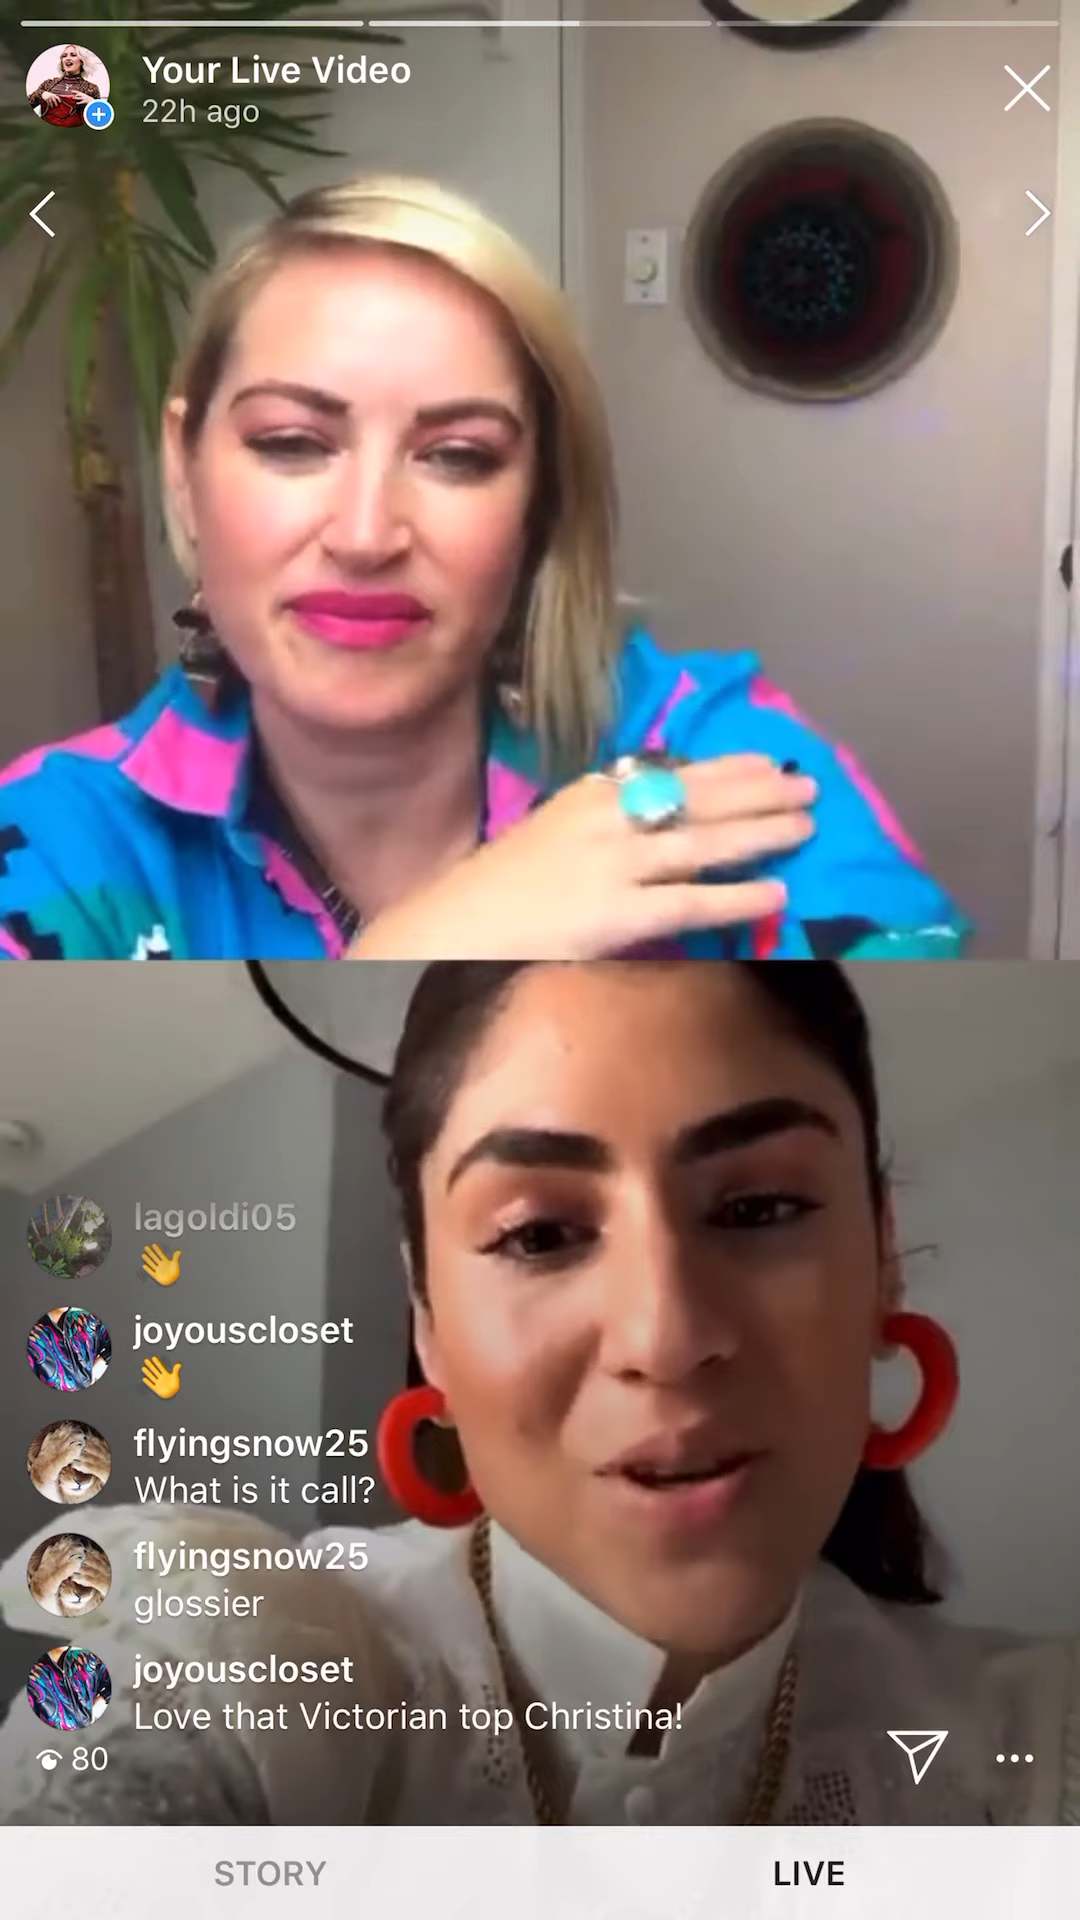 Your Live Video
22h ago
lagoldi05
👋
joyouscloset
👋
flyingsnow25
What is it call?
flyingsnow25
glossier
joyouscloset
Love that Victorian top Christina!
80
STORY
LIVE